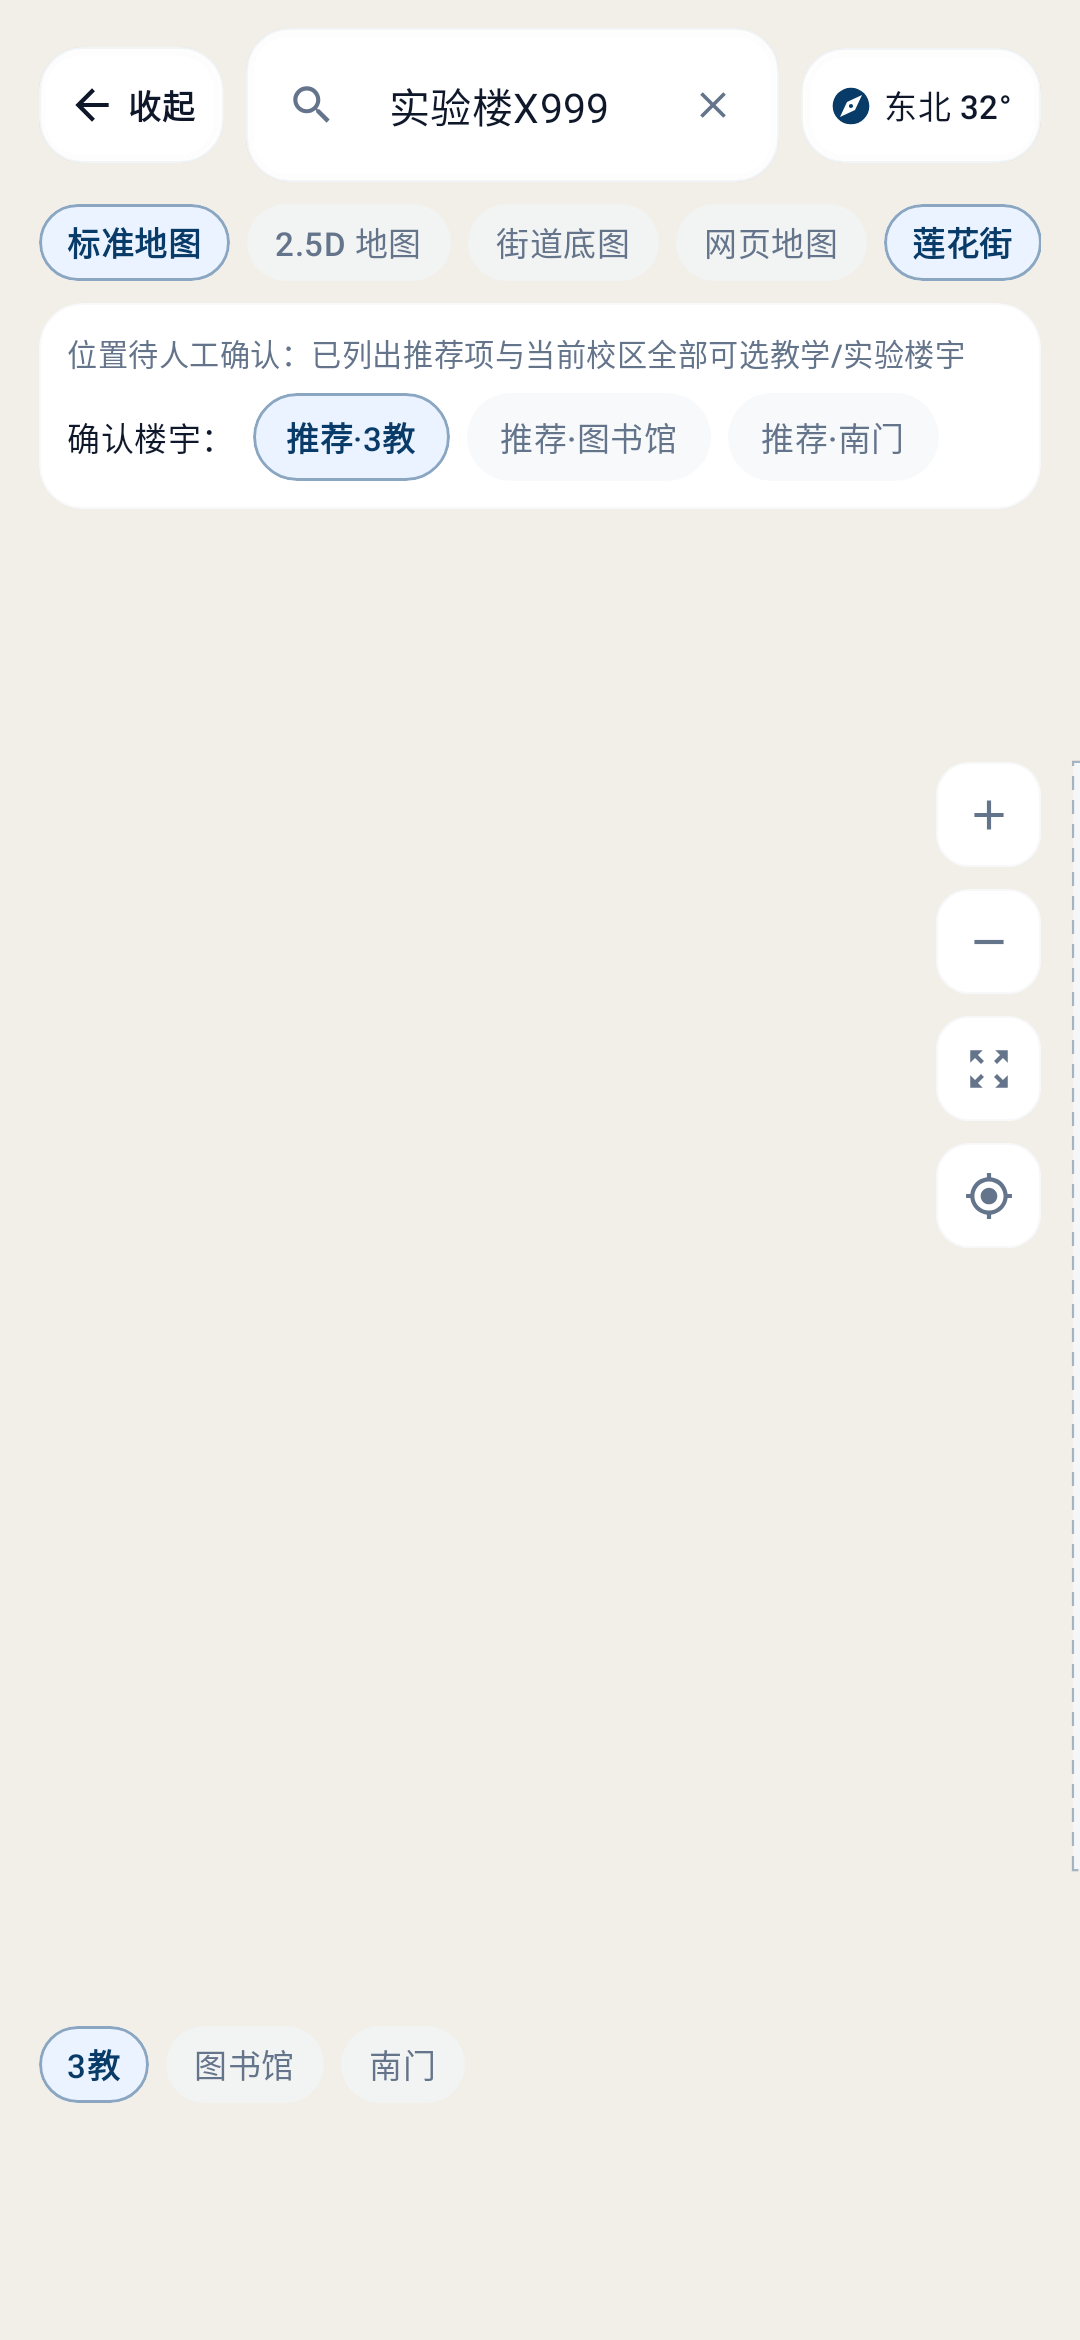 收起
实验楼X999
东北 32°
标准地图 2.5D 地图 街道底图 网页地图 莲花街
位置待人工确认：已列出推荐项与当前校区全部可选教学/实验楼宇
确认楼宇： 推荐·3教 推荐·图书馆 推荐·南门
3教 图书馆 南门